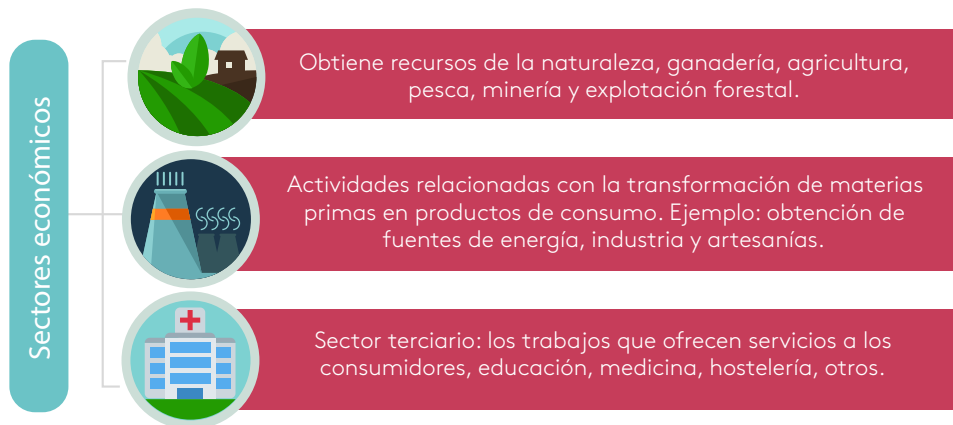 Sectores económicos
Obtiene recursos de la naturaleza, ganadería, agricultura,
pesca, minería y explotación forestal.
Actividades relacionadas con la transformación de materias
primas en productos de consumo. Ejemplo: obtención de
fuentes de energía, industria y artesanías.
Sector terciario: los trabajos que ofrecen servicios a los
consumidores, educación, medicina, hostelería, otros.